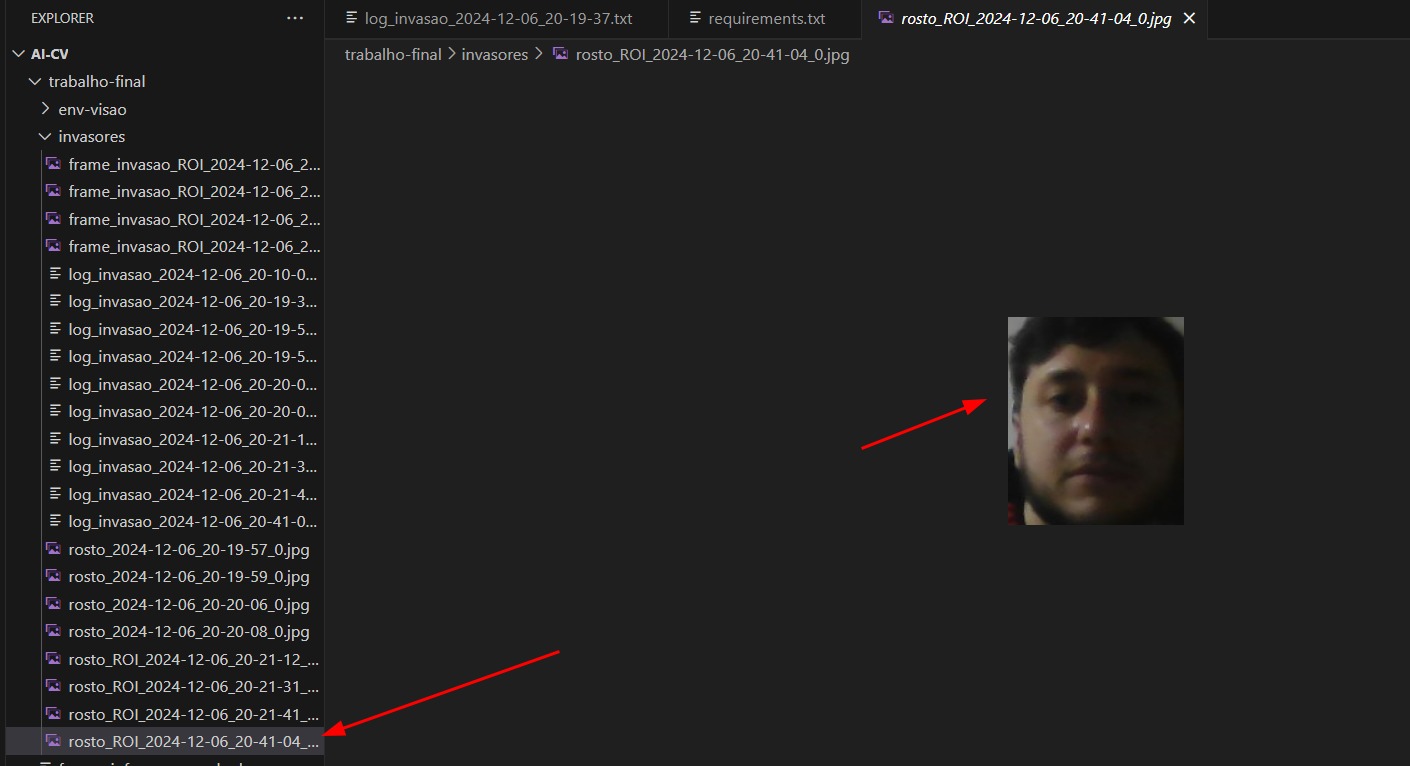 EXPLORER
···
AI-CV
trabalho-final
env-visao
invasores
frame_invasao_ROI_2024-12-06_2...
frame_invasao_ROI_2024-12-06_2...
frame_invasao_ROI_2024-12-06_2...
frame_invasao_ROI_2024-12-06_2...
log_invasao_2024-12-06_20-10-0...
log_invasao_2024-12-06_20-19-3...
log_invasao_2024-12-06_20-19-5...
log_invasao_2024-12-06_20-19-5...
log_invasao_2024-12-06_20-20-0...
log_invasao_2024-12-06_20-20-0...
log_invasao_2024-12-06_20-21-1...
log_invasao_2024-12-06_20-21-3...
log_invasao_2024-12-06_20-21-4...
log_invasao_2024-12-06_20-41-0...
rosto_2024-12-06_20-19-57_0.jpg
rosto_2024-12-06_20-19-59_0.jpg
rosto_2024-12-06_20-20-06_0.jpg
rosto_2024-12-06_20-20-08_0.jpg
rosto_ROI_2024-12-06_20-21-12_...
rosto_ROI_2024-12-06_20-21-31_...
rosto_ROI_2024-12-06_20-21-41_...
rosto_ROI_2024-12-06_20-41-04_...
log_invasao_2024-12-06_20-19-37.txt
requirements.txt
rosto_ROI_2024-12-06_20-41-04_0.jpg
trabalho-final > invasores > rosto_ROI_2024-12-06_20-41-04_0.jpg